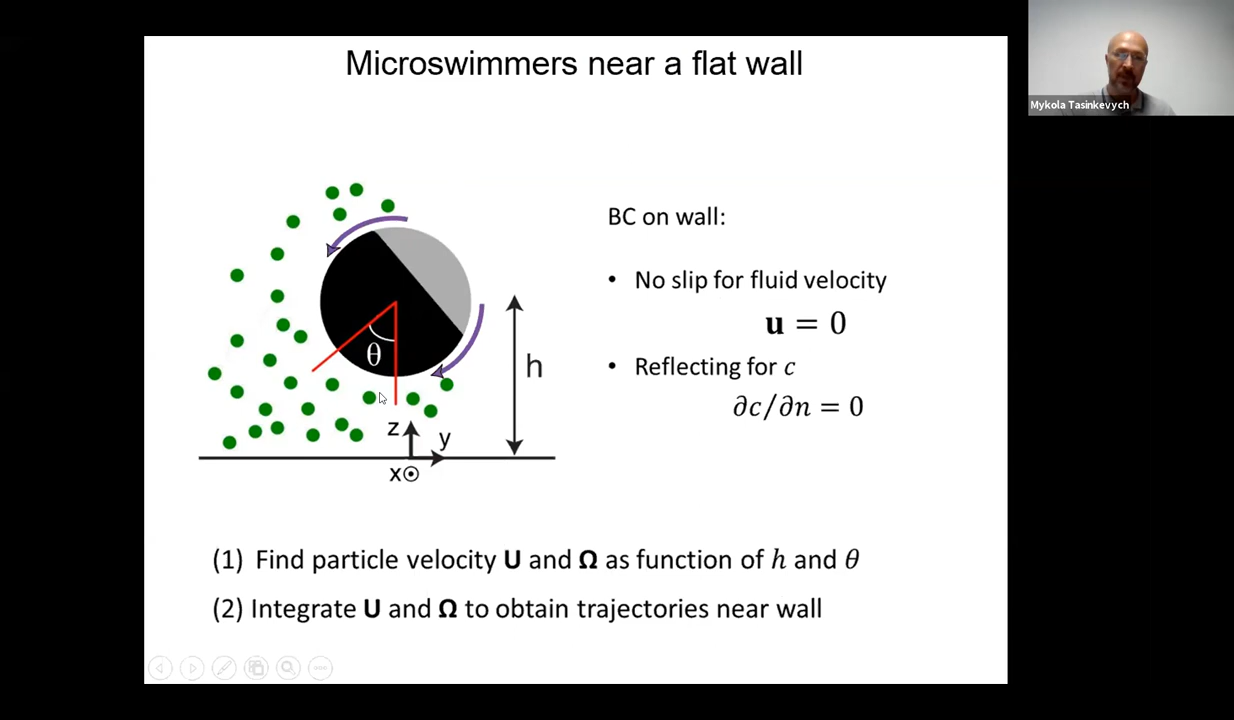 Microswimmers near a flat wall
Mykola Tasinkevych
BC on wall:
• No slip for fluid velocity
𝐮 = 0
• Reflecting for c
∂c/∂n = 0
θ
h
z
y
x⊙
(1) Find particle velocity U and Ω as function of h and θ
(2) Integrate U and Ω to obtain trajectories near wall